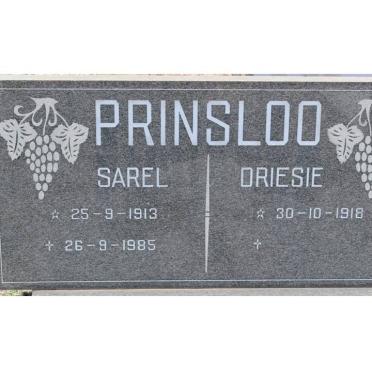 PRINSLOO
SAREL
☆ 25-9-1913
✝ 26-9-1985
DRIESIE
☆ 30-10-1918
✝